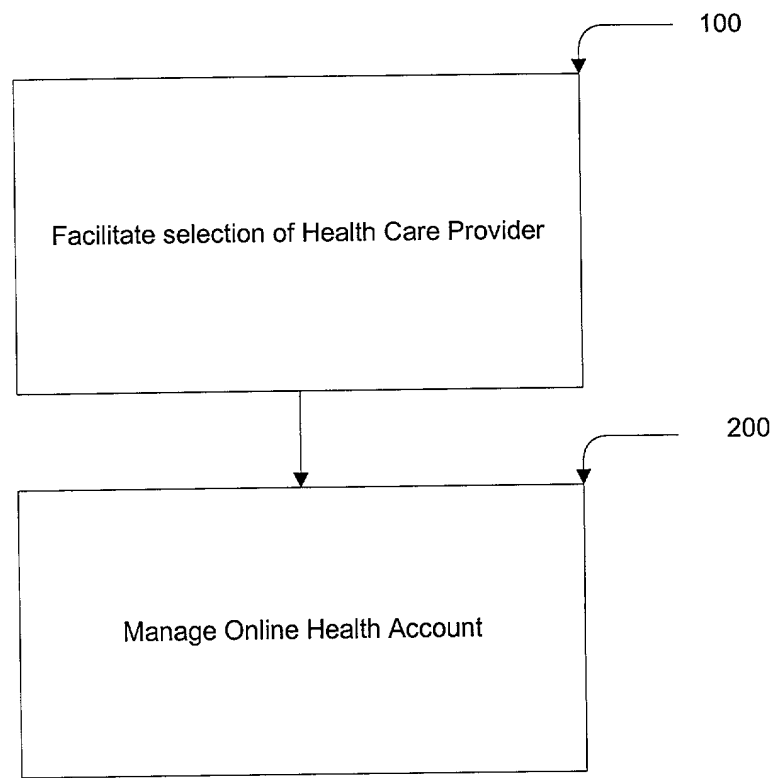 100
Facilitate selection of Health Care Provider
200
Manage Online Health Account